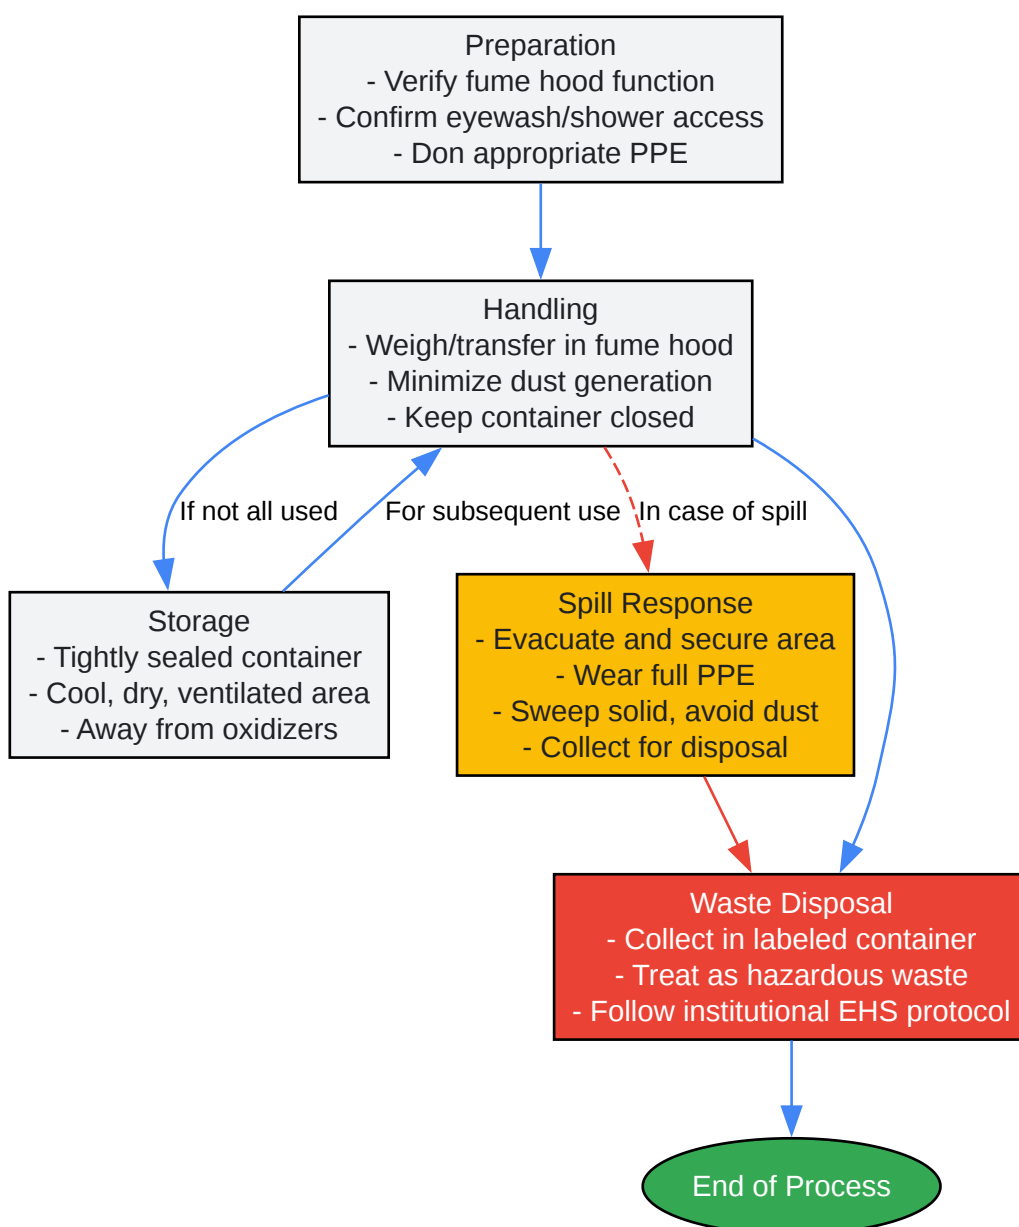 Preparation
- Verify fume hood function
- Confirm eyewash/shower access
- Don appropriate PPE
Handling
- Weigh/transfer in fume hood
- Minimize dust generation
- Keep container closed
If not all used
For subsequent use
In case of spill
Storage
- Tightly sealed container
- Cool, dry, ventilated area
- Away from oxidizers
Spill Response
- Evacuate and secure area
- Wear full PPE
- Sweep solid, avoid dust
- Collect for disposal
Waste Disposal
- Collect in labeled container
- Treat as hazardous waste
- Follow institutional EHS protocol
End of Process